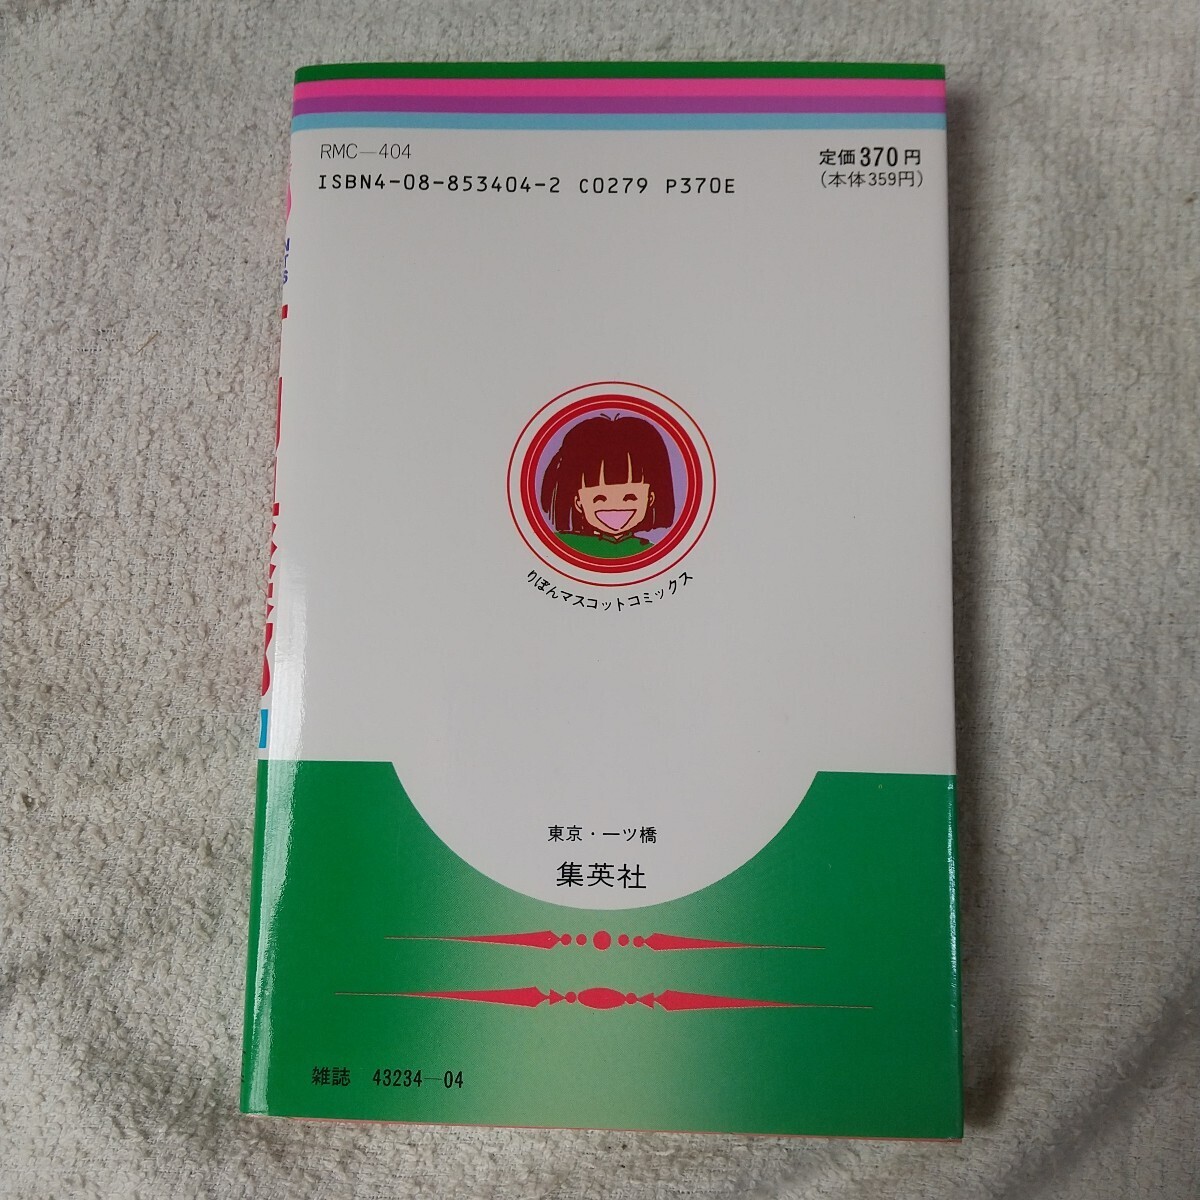 RMC—404
ISBN4-08-853404-2 C0279 P370E
定価370円
(本体359円)
りぼんマスコットコミックス
東京・一ツ橋
集英社
雑誌 43234—04